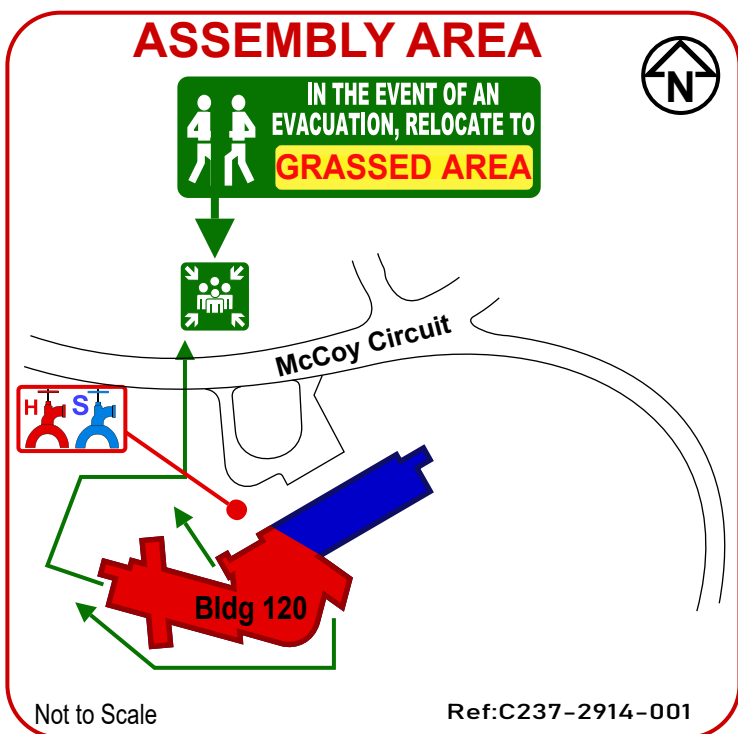 ASSEMBLY AREA
N
IN THE EVENT OF AN
EVACUATION, RELOCATE TO
GRASSED AREA
McCoy Circuit
H S
Bldg 120
Not to Scale
Ref:C237-2914-001